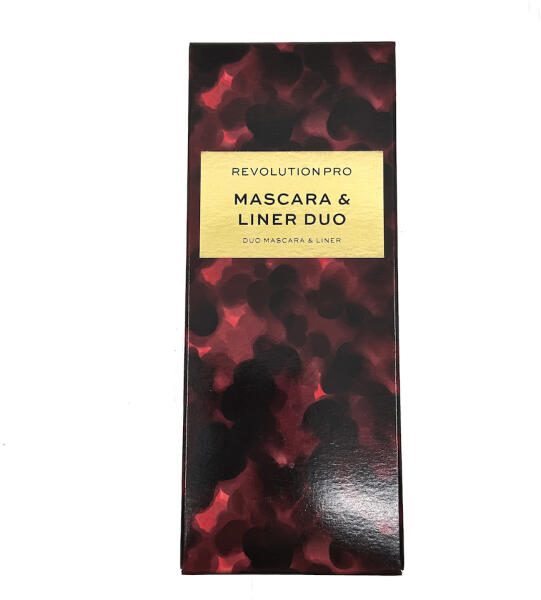 REVOLUTION PRO
MASCARA &
LINER DUO
DUO MASCARA & LINER